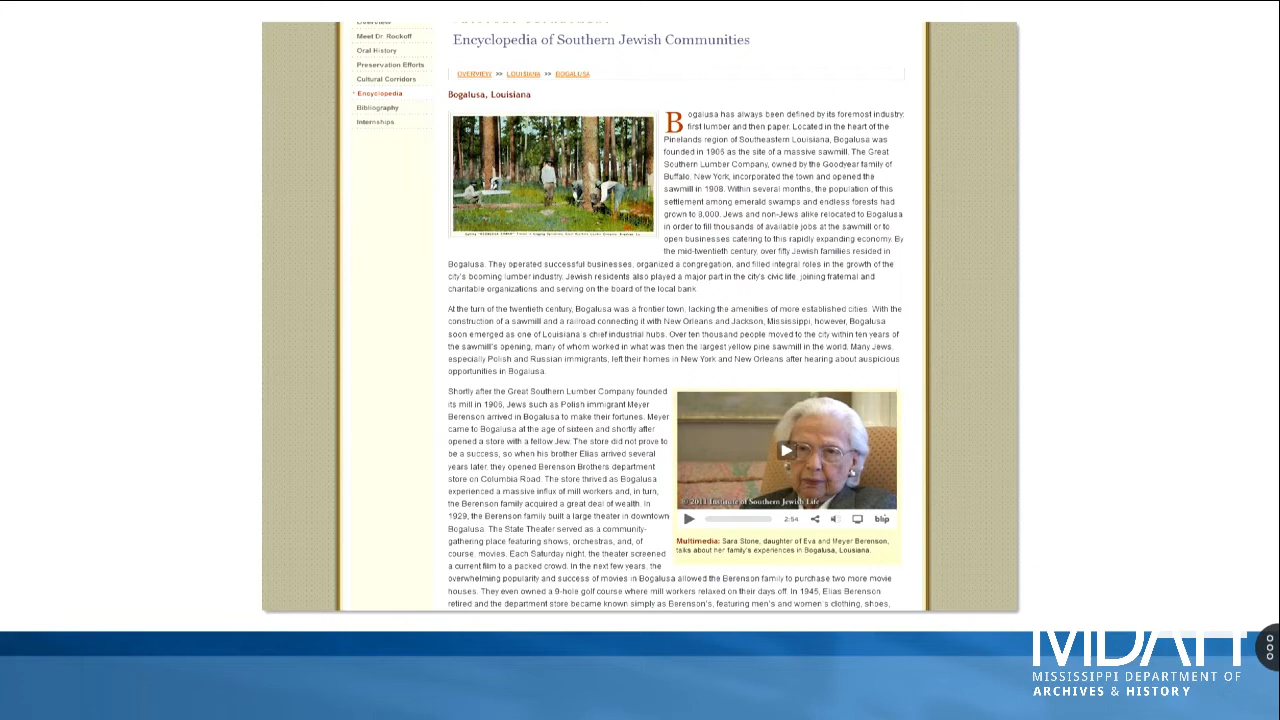 Overview
Meet Dr. Rockoff
Oral History
Preservation Efforts
Cultural Corridors
Encyclopedia
Bibliography
Internships
Encyclopedia of Southern Jewish Communities
OVERVIEW >> LOUISIANA >> BOGALUSA
Bogalusa, Louisiana
Bogalusa has always been defined by its foremost industry:
first lumber and then paper. Located in the heart of the
Pinelands region of Southeastern Louisiana, Bogalusa was
founded in 1906 as the site of a massive sawmill. The Great
Southern Lumber Company, owned by the Goodyear family of
Buffalo, New York, incorporated the town and opened the
sawmill in 1908. Within several months, the population of this
settlement among emerald swamps and endless forests had
grown to 8,000. Jews and non-Jews alike relocated to Bogalusa
in order to fill thousands of available jobs at the sawmill or to
open businesses catering to this rapidly expanding economy. By
the mid-twentieth century, over fifty Jewish families resided in
Bogalusa. They operated successful businesses, organized a congregation, and filled integral roles in the growth of the
city's booming lumber industry. Jewish residents also played a major part in the city's civic life, joining fraternal and
charitable organizations and serving on the board of the local bank.
At the turn of the twentieth century, Bogalusa was a frontier town, lacking the amenities of more established cities. With the
construction of a sawmill and a railroad connecting it with New Orleans and Jackson, Mississippi, however, Bogalusa
soon emerged as one of Louisiana's chief industrial hubs. Over ten thousand people moved to the city within ten years of
the sawmill's opening, many of whom worked in what was then the largest yellow pine sawmill in the world. Many Jews,
especially Polish and Russian immigrants, left their homes in New York and New Orleans after hearing about auspicious
opportunities in Bogalusa.
Shortly after the Great Southern Lumber Company founded
its mill in 1906, Jews such as Polish immigrant Meyer
Berenson arrived in Bogalusa to make their fortunes. Meyer
came to Bogalusa at the age of sixteen and shortly after
opened a store with a fellow Jew. The store did not prove to
be a success, so when his brother Elias arrived several
years later, they opened Berenson Brothers department
store on Columbia Road. The store thrived as Bogalusa
experienced a massive influx of mill workers and, in turn,
the Berenson family acquired a great deal of wealth. In
1929, the Berenson family built a large theater in downtown
Bogalusa. The State Theater served as a community-
gathering place featuring shows, orchestras, and, of
course, movies. Each Saturday night, the theater screened
a current film to a packed crowd. In the next few years, the
overwhelming popularity and success of movies in Bogalusa allowed the Berenson family to purchase two more movie
houses. They even owned a 9-hole golf course where mill workers relaxed on their days off. In 1945, Elias Berenson
retired and the department store became known simply as Berenson's, featuring men's and women's clothing, shoes,
© 2011 Institute of Southern Jewish Life
2:54
blip
Multimedia: Sara Stone, daughter of Eva and Meyer Berenson,
talks about her family's experiences in Bogalusa, Louisiana.
MDAH
MISSISSIPPI DEPARTMENT OF
ARCHIVES & HISTORY